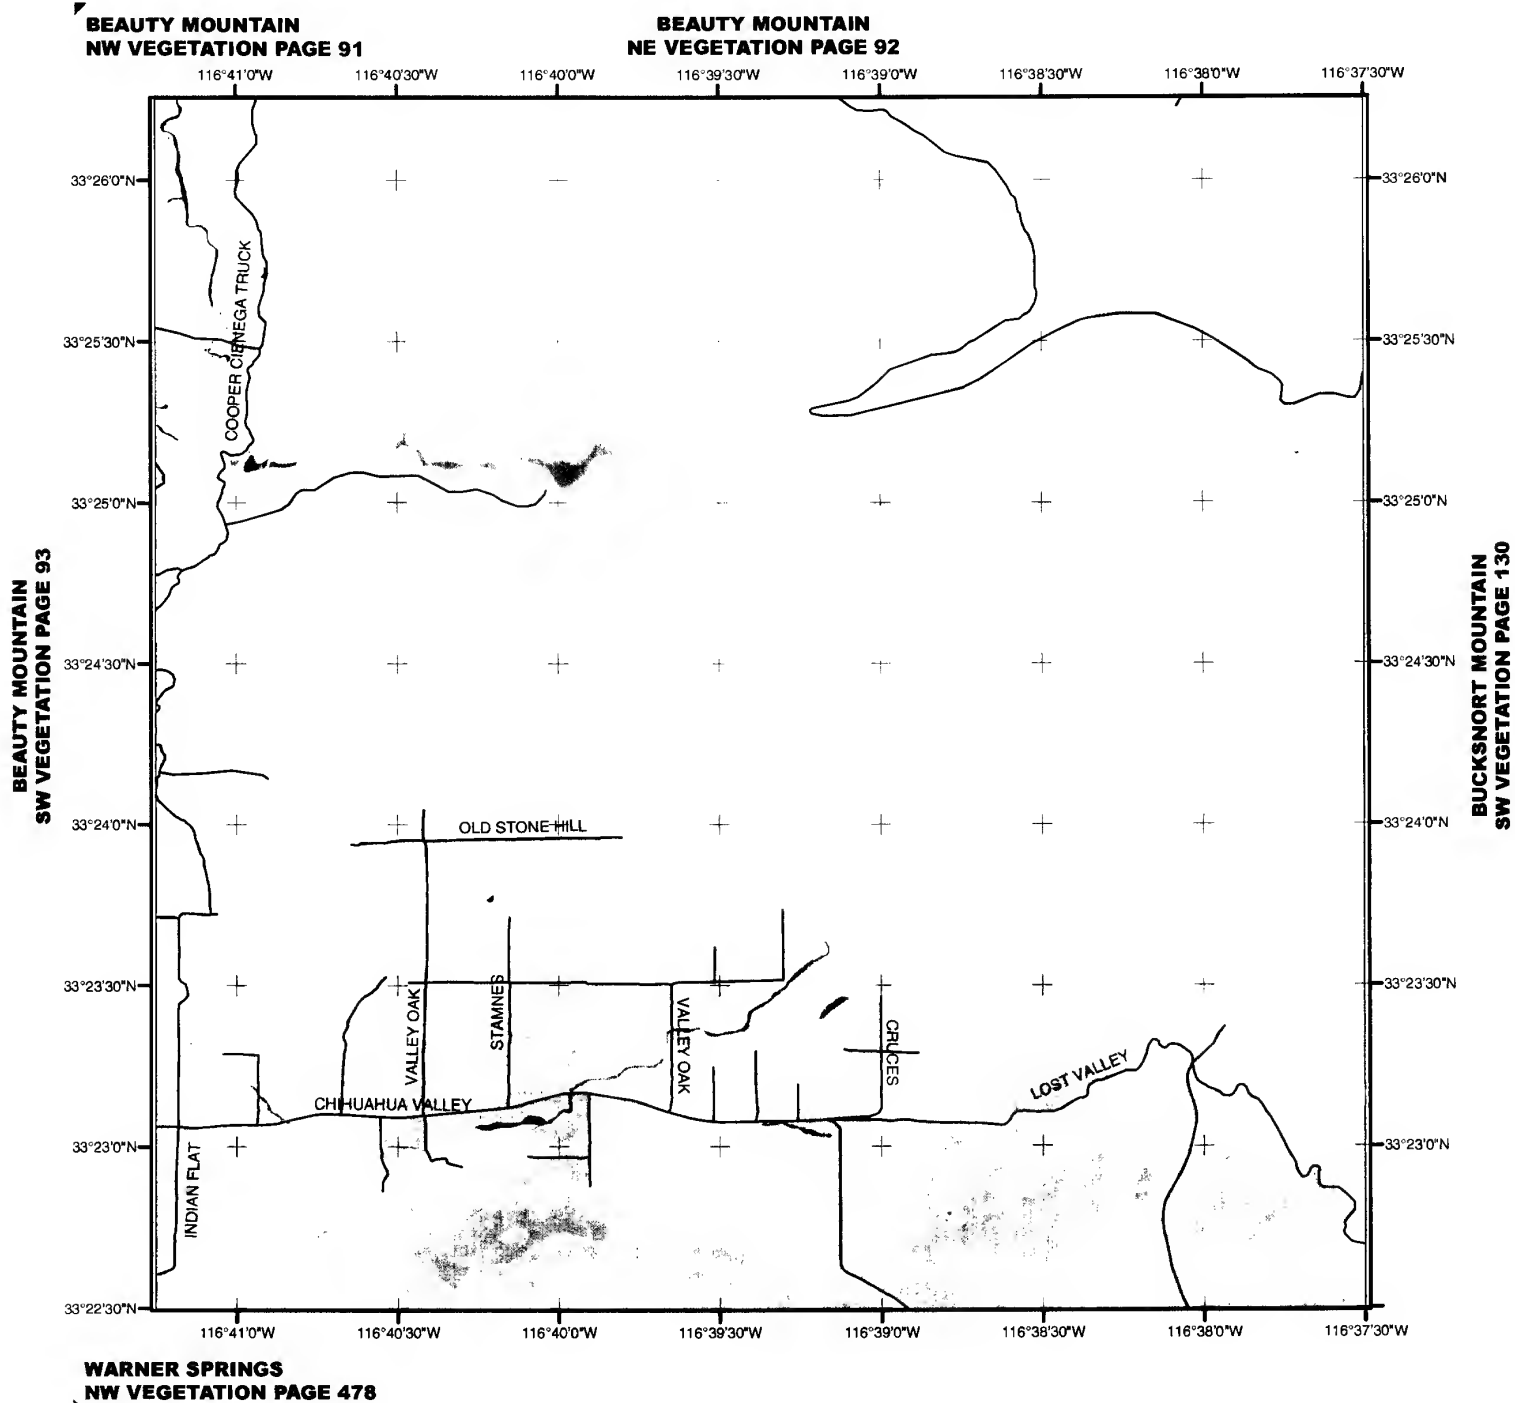 BEAUTY MOUNTAIN
NW VEGETATION PAGE 91
BEAUTY MOUNTAIN
NE VEGETATION PAGE 92
116°41'0"W 116°40'30"W 116°40'0"W 116°39'30"W 116°39'0"W 116°38'30"W 116°38'0"W 116°37'30"W
33°26'0"N 33°26'0"N
COOPER CIENEGA TRUCK
33°25'30"N 33°25'30"N
33°25'0"N 33°25'0"N
BEAUTY MOUNTAIN
SW VEGETATION PAGE 93
BUCKSNORT MOUNTAIN
SW VEGETATION PAGE 130
33°24'30"N 33°24'30"N
33°24'0"N 33°24'0"N
OLD STONE HILL
33°23'30"N 33°23'30"N
VALLEY OAK
STAMNES
VALLEY OAK
CRUCES
LOST VALLEY
CHIHUAHUA VALLEY
33°23'0"N 33°23'0"N
INDIAN FLAT
33°22'30"N
116°41'0"W 116°40'30"W 116°40'0"W 116°39'30"W 116°39'0"W 116°38'30"W 116°38'0"W 116°37'30"W
WARNER SPRINGS
NW VEGETATION PAGE 478